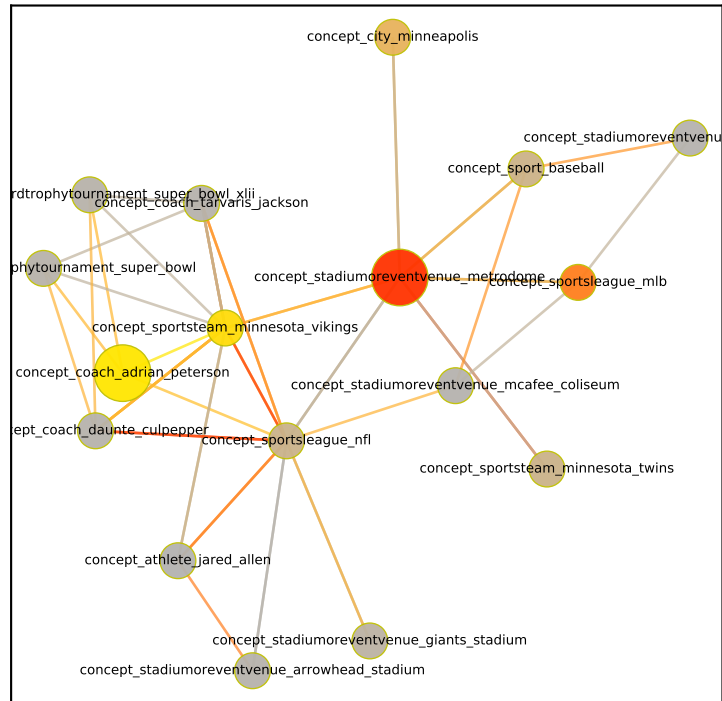 concept_city_minneapolis
concept_stadiumoreventvenu
concept_sport_baseball
rdtrophytournament_super_bowl_xlii
concept_coach_tarvaris_jackson
phytournament_super_bowl
concept_stadiumoreventvenue_metrodome
concept_sportsleague_mlb
concept_sportsteam_minnesota_vikings
concept_coach_adrian_peterson
concept_stadiumoreventvenue_mcafee_coliseum
cept_coach_daunte_culpepper
concept_sportsleague_nfl
concept_sportsteam_minnesota_twins
concept_athlete_jared_allen
concept_stadiumoreventvenue_giants_stadium
concept_stadiumoreventvenue_arrowhead_stadium